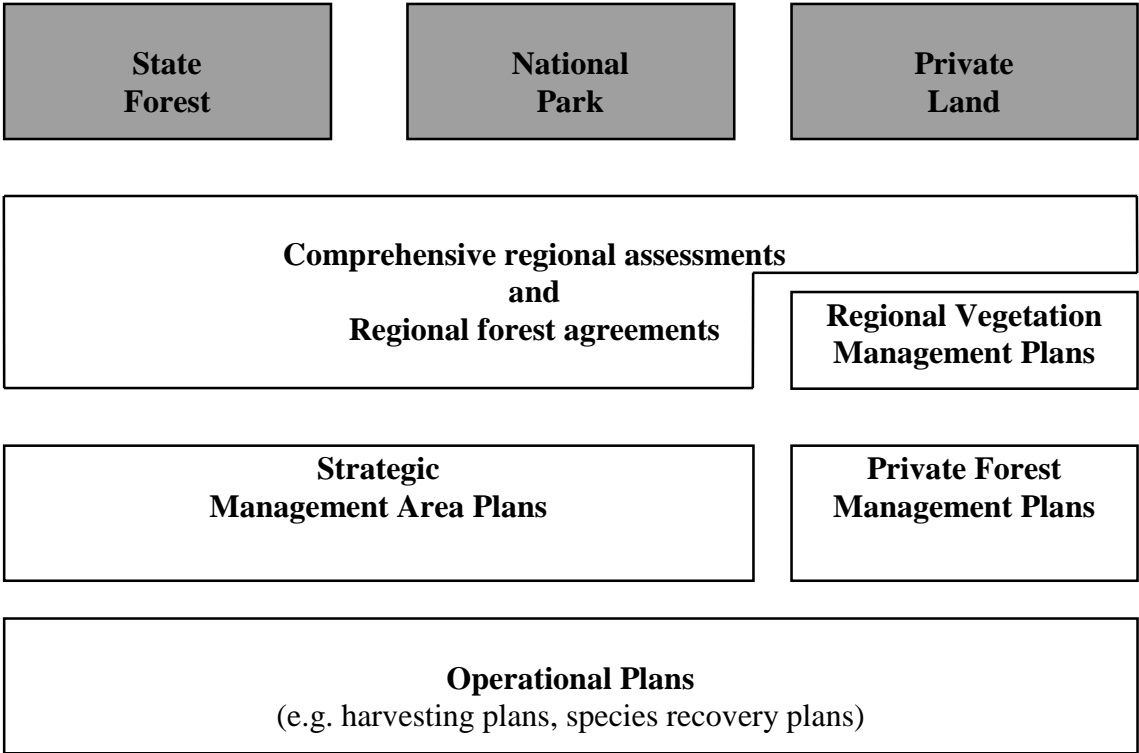 State
Forest
National
Park
Private
Land
Comprehensive regional assessments
and
Regional forest agreements
Regional Vegetation
Management Plans
Strategic
Management Area Plans
Private Forest
Management Plans
Operational Plans
(e.g. harvesting plans, species recovery plans)